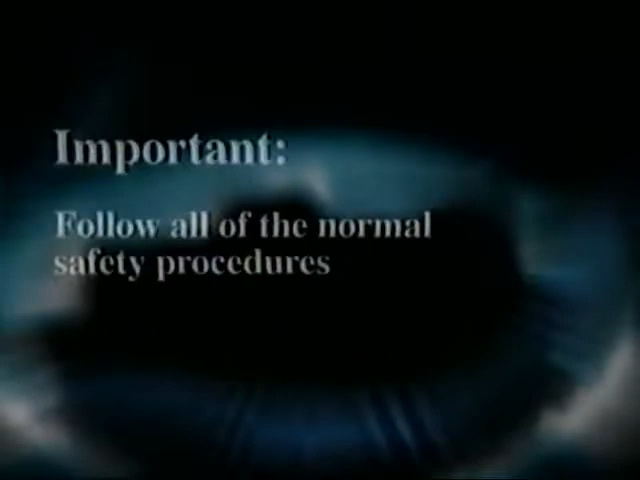 Important:
Follow all of the normal
safety procedures